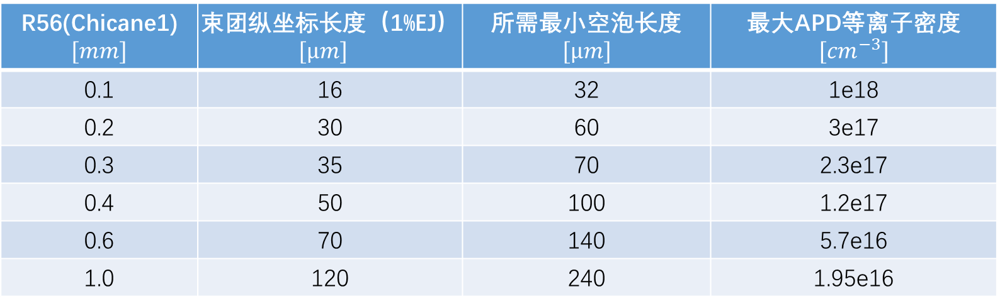 R56(Chicane1) 束团纵坐标长度（1%EJ） 所需最小空泡长度 最大APD等离子密度
[mm] [μm] [μm] [cm⁻³]
0.1 16 32 1e18
0.2 30 60 3e17
0.3 35 70 2.3e17
0.4 50 100 1.2e17
0.6 70 140 5.7e16
1.0 120 240 1.95e16